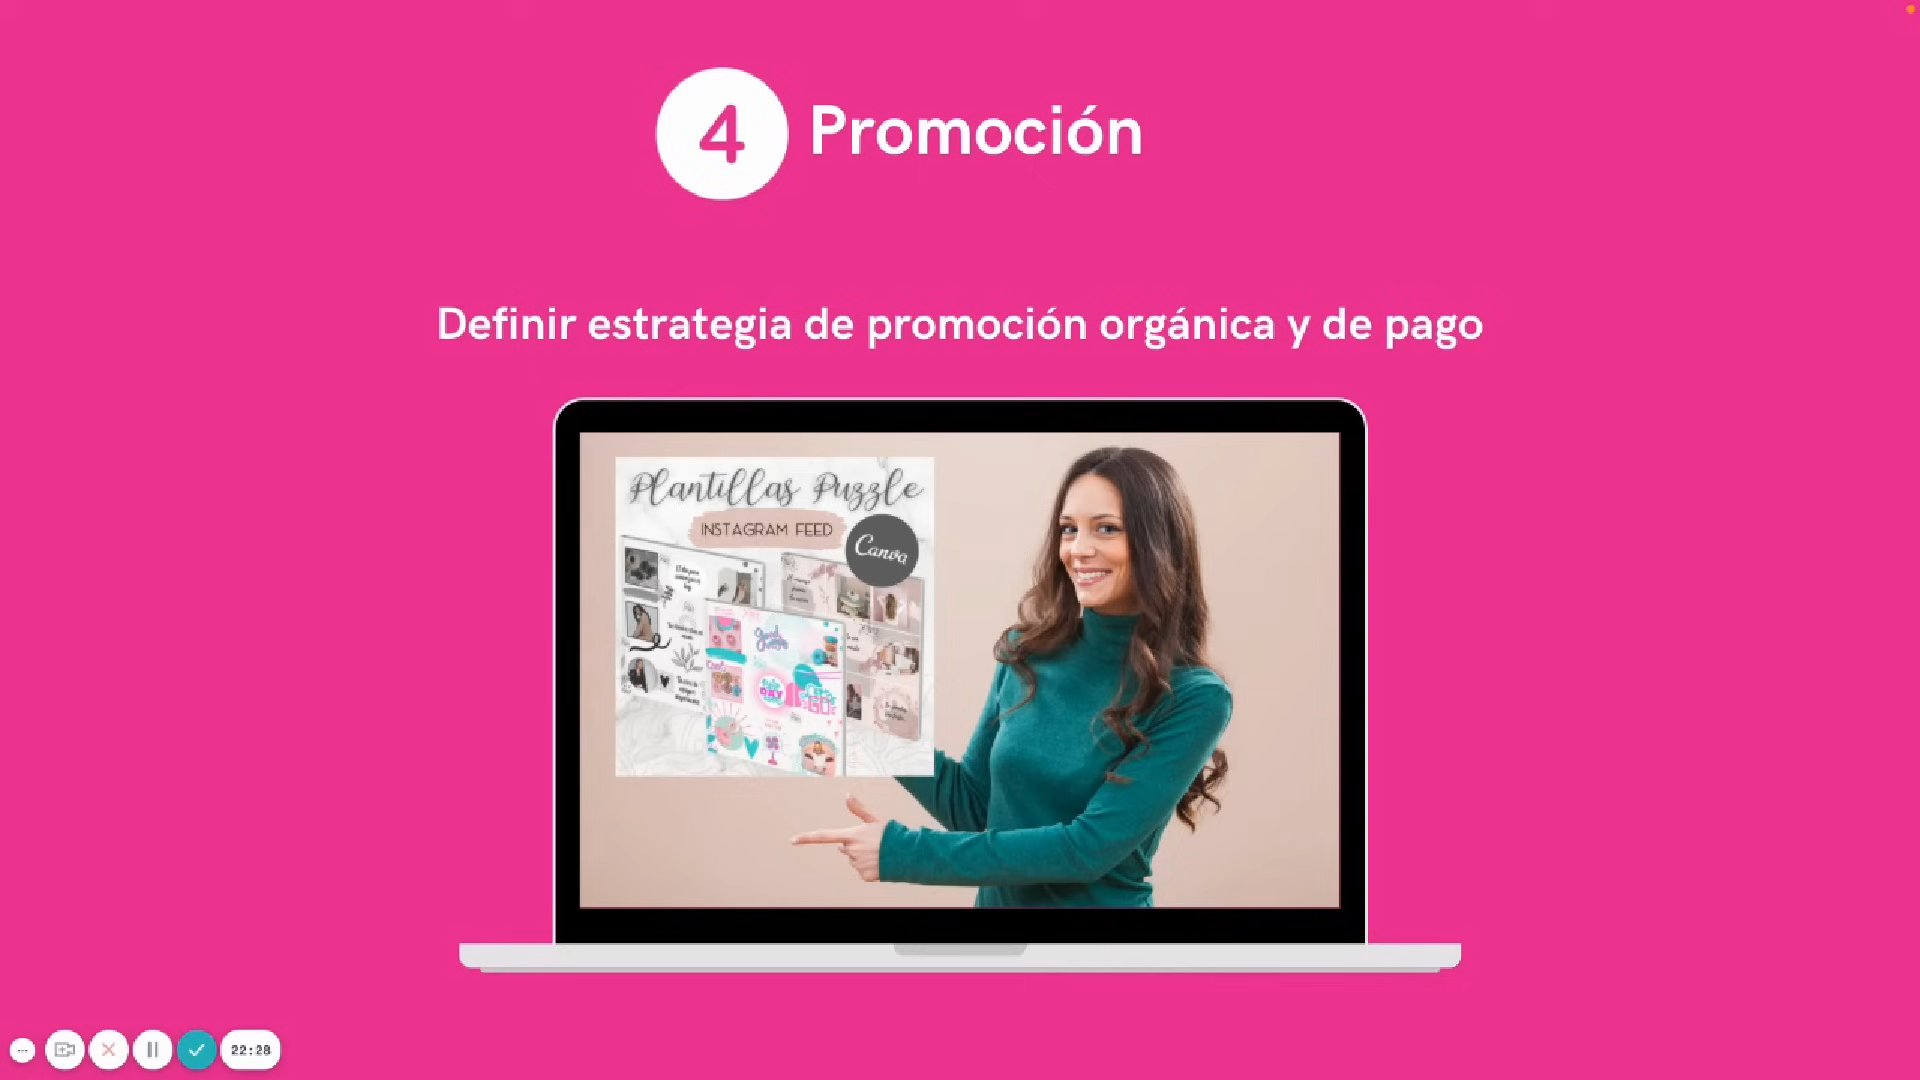 4 Promoción
Definir estrategia de promoción orgánica y de pago
Plantillas Puzzle
INSTAGRAM FEED
Canva
22:28